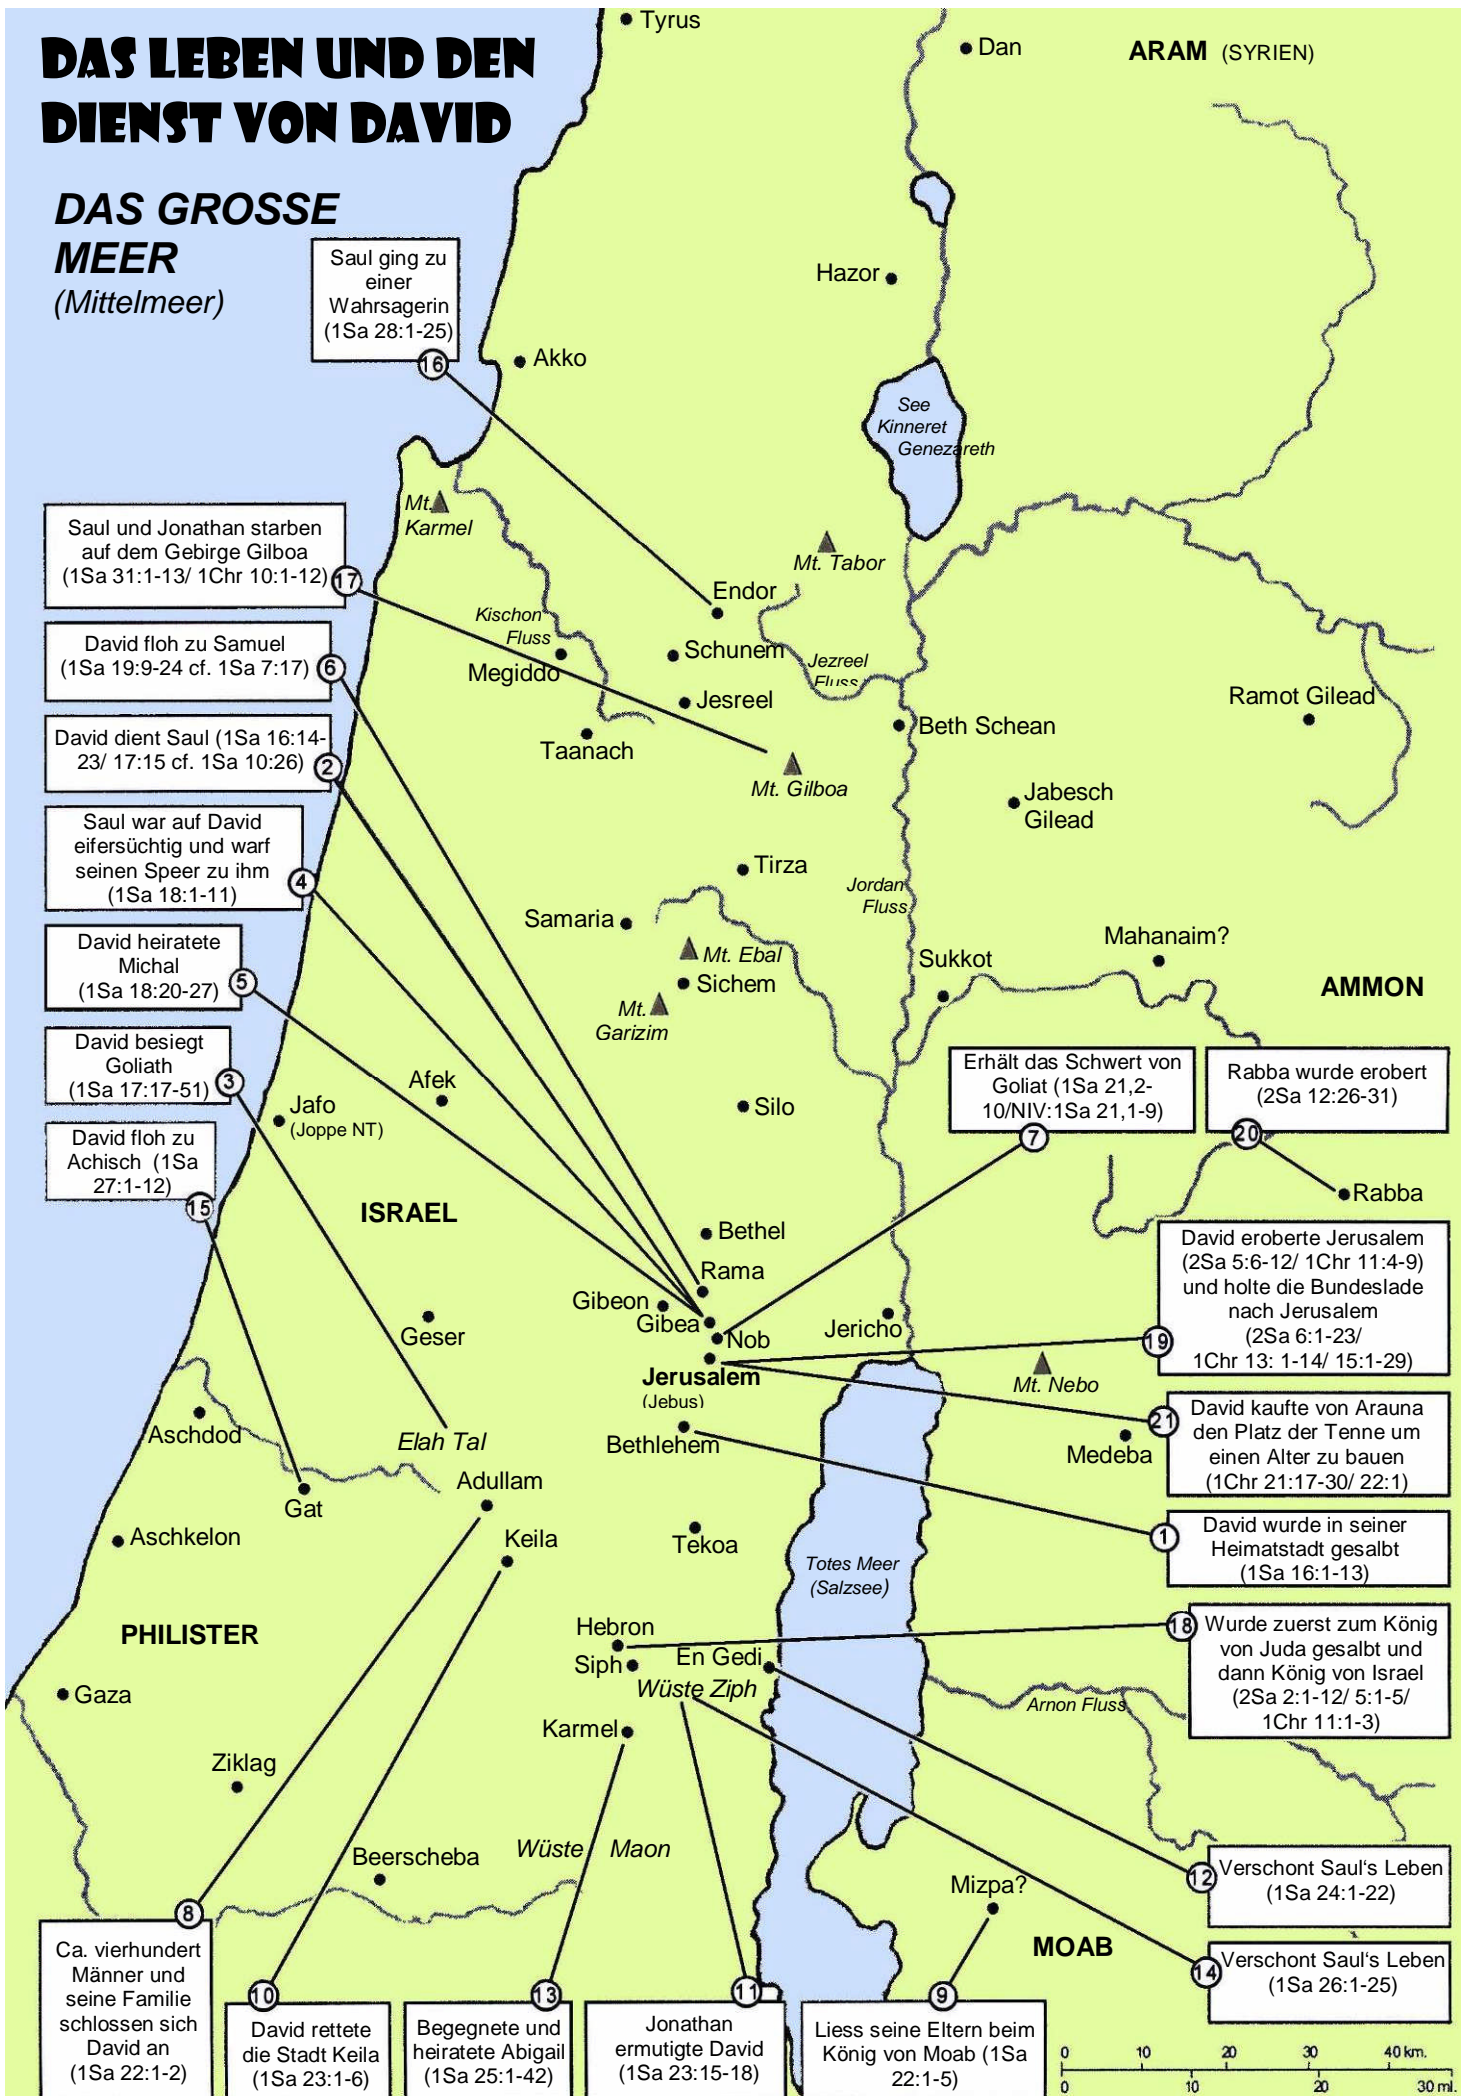 DAS LEBEN UND DEN
DIENST VON DAVID
DAS GROSSE
MEER
(Mittelmeer)
Tyrus
Dan
ARAM (SYRIEN)
Saul ging zu
einer
Wahrsagerin
(1Sa 28:1-25)
16
Hazor
Akko
See
Kinneret
Genezareth
Mt.
Karmel
Saul und Jonathan starben
auf dem Gebirge Gilboa
(1Sa 31:1-13/ 1Chr 10:1-12)
17
Mt. Tabor
Endor
Kischon
Fluss
David floh zu Samuel
(1Sa 19:9-24 cf. 1Sa 7:17)
6
Megiddo
Schunem
Jezreel
Fluss
Jesreel
Ramot Gilead
Beth Schean
David dient Saul (1Sa 16:14-
23/ 17:15 cf. 1Sa 10:26)
2
Taanach
Mt. Gilboa
Jabesch
Gilead
Saul war auf David
eifersüchtig und warf
seinen Speer zu ihm
(1Sa 18:1-11)
4
Tirza
Jordan
Fluss
Samaria
David heiratete
Michal
(1Sa 18:20-27)
5
Mt. Ebal
Sichem
Mt.
Garizim
Sukkot
Mahanaim?
AMMON
David besiegt
Goliath
(1Sa 17:17-51)
3
Afek
Jafo
(Joppe NT)
Silo
Erhält das Schwert von
Goliat (1Sa 21,2-
10/NIV:1Sa 21,1-9)
7
Rabba wurde erobert
(2Sa 12:26-31)
20
Rabba
David floh zu
Achisch (1Sa
27:1-12)
15
ISRAEL
Bethel
Rama
Gibeon
Gibea
Nob
Geser
Jericho
David eroberte Jerusalem
(2Sa 5:6-12/ 1Chr 11:4-9)
und holte die Bundeslade
nach Jerusalem
(2Sa 6:1-23/
1Chr 13: 1-14/ 15:1-29)
19
Jerusalem
(Jebus)
Mt. Nebo
Aschdod
Elah Tal
Bethlehem
Medeba
David kaufte von Arauna
den Platz der Tenne um
einen Alter zu bauen
(1Chr 21:17-30/ 22:1)
21
Gat
Adullam
Aschkelon
Keila
Tekoa
Totes Meer
(Salzsee)
David wurde in seiner
Heimatstadt gesalbt
(1Sa 16:1-13)
1
PHILISTER
Hebron
Siph
En Gedi
Wüste Ziph
Wurde zuerst zum König
von Juda gesalbt und
dann König von Israel
(2Sa 2:1-12/ 5:1-5/
1Chr 11:1-3)
18
Arnon Fluss
Gaza
Karmel
Ziklag
Beerscheba
Wüste Maon
Verschont Saul's Leben
(1Sa 24:1-22)
12
Mizpa?
MOAB
Verschont Saul's Leben
(1Sa 26:1-25)
14
8
Ca. vierhundert
Männer und
seine Familie
schlossen sich
David an
(1Sa 22:1-2)
10
David rettete
die Stadt Keila
(1Sa 23:1-6)
13
Begegnete und
heiratete Abigail
(1Sa 25:1-42)
11
Jonathan
ermutigte David
(1Sa 23:15-18)
9
Liess seine Eltern beim
König von Moab (1Sa
22:1-5)
0 10 20 30 40 km.
0 10 20 30 ml.